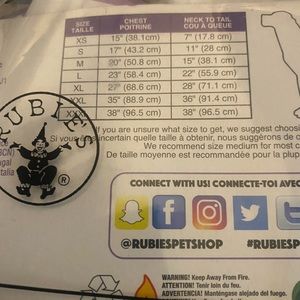 SIZE
TAILLE
CHEST
POITRINE
NECK TO TAIL
COU À QUEUE
XS 15" (38.1cm) 7" (17.8 cm)
S 17" (43.2 cm) 11" (28 cm)
M 20" (50.8 cm) 15" (38.1 cm)
L 23" (58.4 cm) 22" (55.9 cm)
XL 27" (68.6 cm) 28" (71.1 cm)
XXL 35" (88.9 cm) 36" (91.4 cm)
38" (96.5 cm) 38" (96.5 cm)
If you are unsure what size to get, we suggest choosin
Si vous êtes incertain quelle taille à obtenir, nous suggérons de c
We recommend size medium for most
De taille moyenne est recommandée pour la plup
RUBIE'S
®
CONNECT WITH US! CONNECTE-TOI AVE
@RUBIESPETSHOP #RUBIESP
WARNING! Keep Away From Fire.
ATTENTION! Tenir loin du feu.
ADVERTENCIA! Manténgase alejado del fuego.